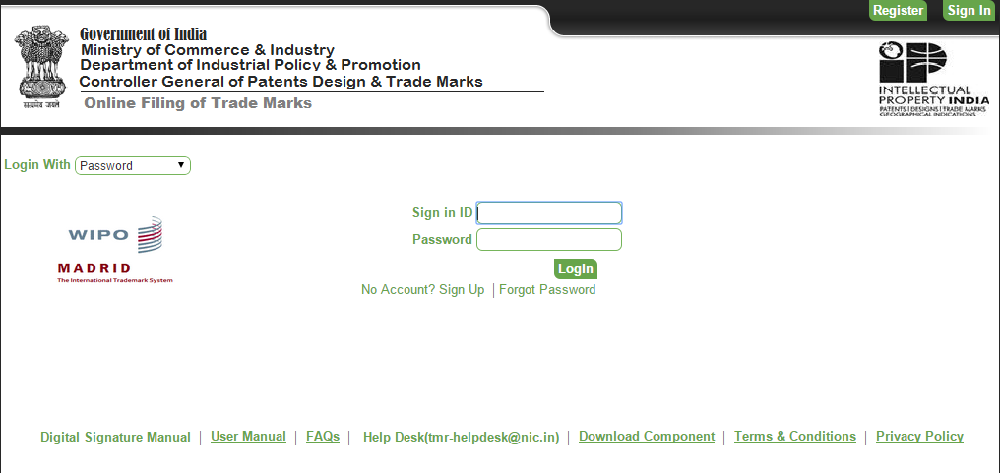 Register
Sign In
Government of India
Ministry of Commerce & Industry
Department of Industrial Policy & Promotion
Controller General of Patents Design & Trade Marks
Online Filing of Trade Marks
सत्यमेव जयते
INTELLECTUAL
PROPERTY INDIA
PATENTS | DESIGNS | TRADE MARKS
GEOGRAPHICAL INDICATIONS
Login With Password
Sign in ID
Password
WIPO
MADRID
The International Trademark System
Login
No Account? Sign Up | Forgot Password
Digital Signature Manual | User Manual | FAQs | Help Desk(tmr-helpdesk@nic.in) | Download Component | Terms & Conditions | Privacy Policy